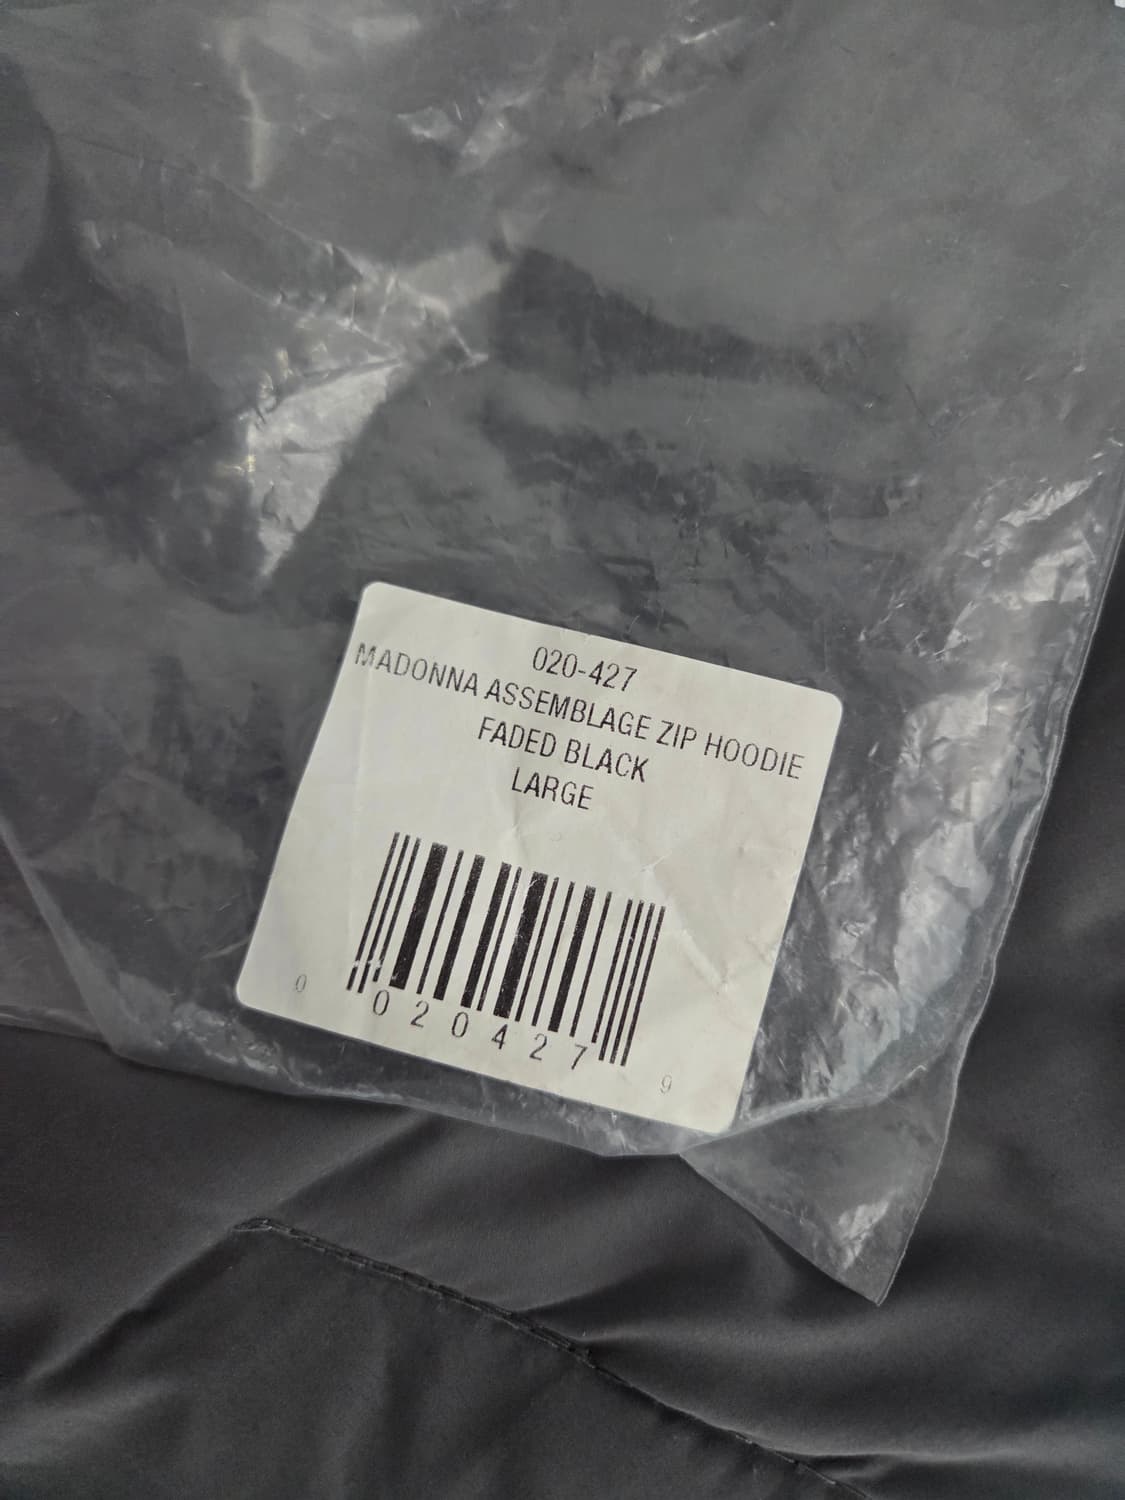 020-427
MADONNA ASSEMBLAGE ZIP HOODIE
FADED BLACK
LARGE
0 020427 9